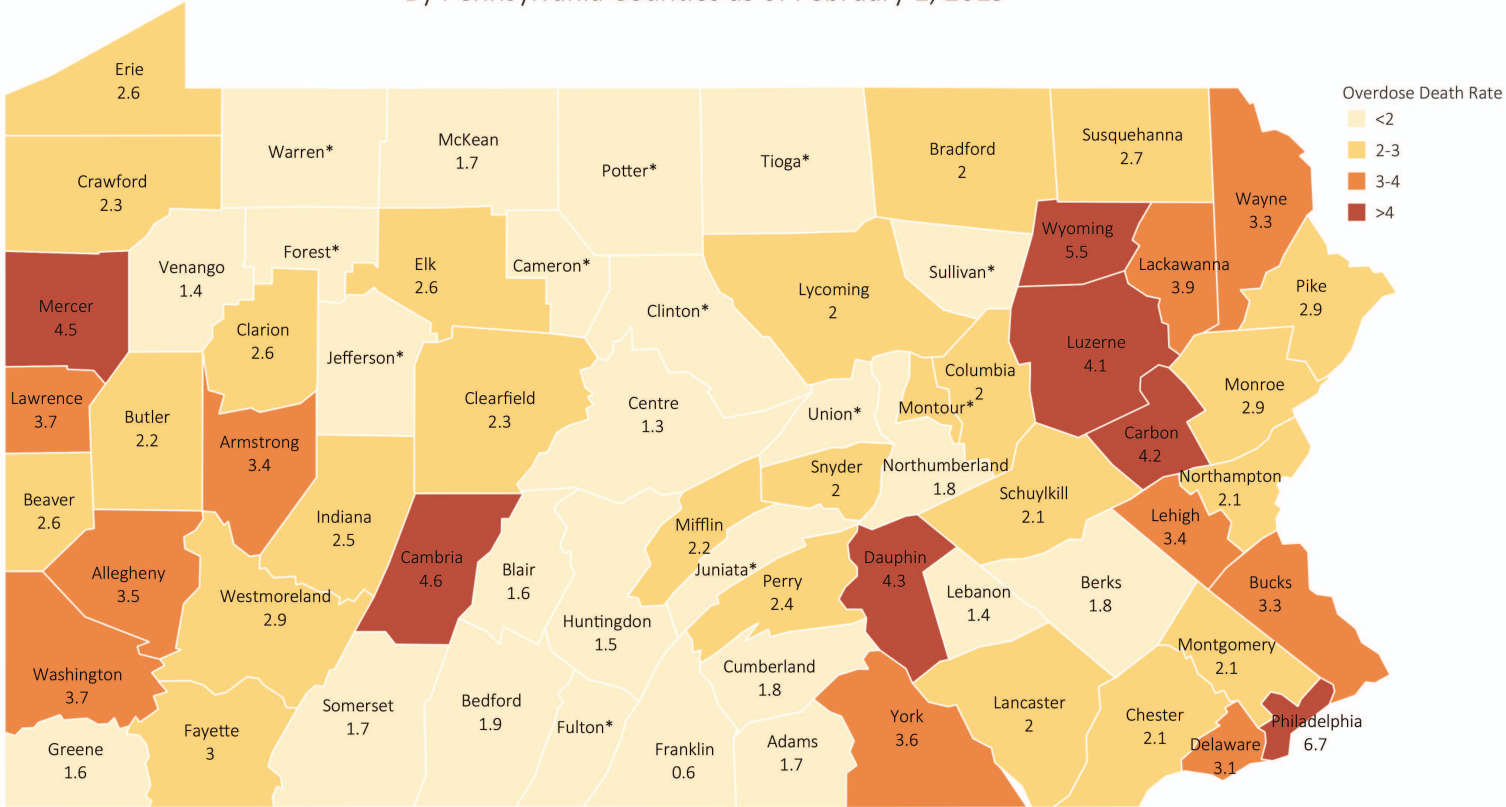 By Pennsylvania Counties as of February 1, 2023
Erie
2.6
Overdose Death Rate
<2
2-3
3-4
>4
Warren*
McKean
1.7
Potter*
Tioga*
Bradford
2
Susquehanna
2.7
Crawford
2.3
Wayne
3.3
Forest*
Venango
1.4
Elk
2.6
Cameron*
Sullivan*
Wyoming
5.5
Lackawanna
3.9
Mercer
4.5
Clarion
2.6
Clinton*
Lycoming
2
Pike
2.9
Jefferson*
Luzerne
4.1
Lawrence
3.7
Butler
2.2
Clearfield
2.3
Centre
1.3
Union*
Montour*
Columbia
2
Monroe
2.9
Armstrong
3.4
Carbon
4.2
Beaver
2.6
Indiana
2.5
Snyder
2
Northumberland
1.8
Schuylkill
2.1
Northampton
2.1
Mifflin
2.2
Lehigh
3.4
Allegheny
3.5
Westmoreland
2.9
Cambria
4.6
Blair
1.6
Juniata*
Perry
2.4
Dauphin
4.3
Lebanon
1.4
Berks
1.8
Bucks
3.3
Huntingdon
1.5
Washington
3.7
Cumberland
1.8
Montgomery
2.1
Somerset
1.7
Bedford
1.9
Fulton*
York
3.6
Lancaster
2
Chester
2.1
Philadelphia
6.7
Greene
1.6
Fayette
3
Franklin
0.6
Adams
1.7
Delaware
3.1